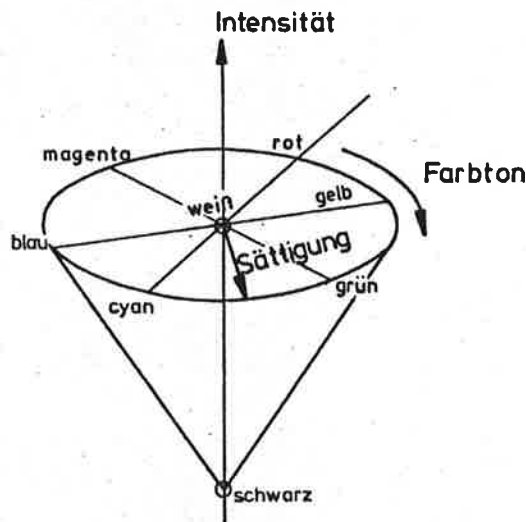 Intensität
rot
magenta
Farbton
gelb
weiß
blau
Sättigung
grün
cyan
schwarz